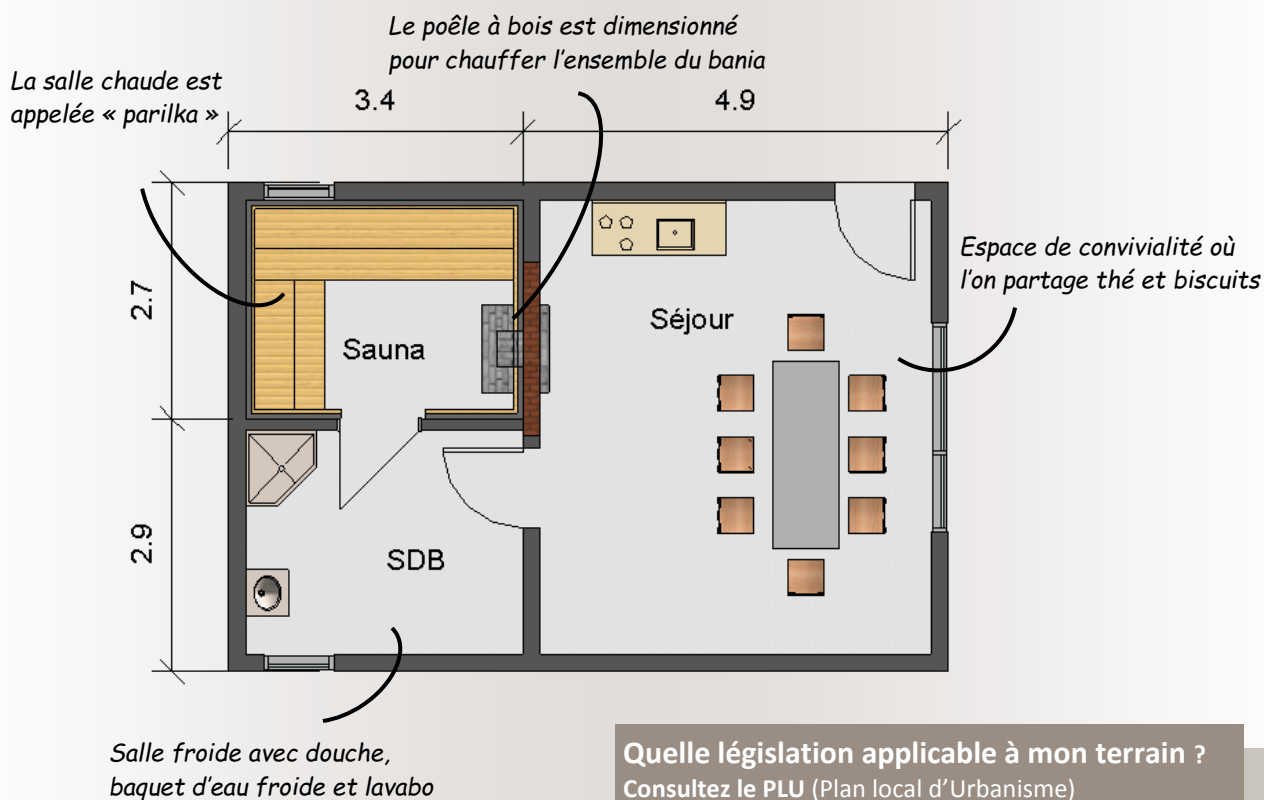 Le poêle à bois est dimensionné
pour chauffer l'ensemble du bania
La salle chaude est
appelée « parilka »
3.4
4.9
Espace de convivialité où
l'on partage thé et biscuits
2.7
Séjour
Sauna
2.9
SDB
Salle froide avec douche,
baquet d'eau froide et lavabo
Quelle législation applicable à mon terrain ?
Consultez le PLU (Plan local d'Urbanisme)